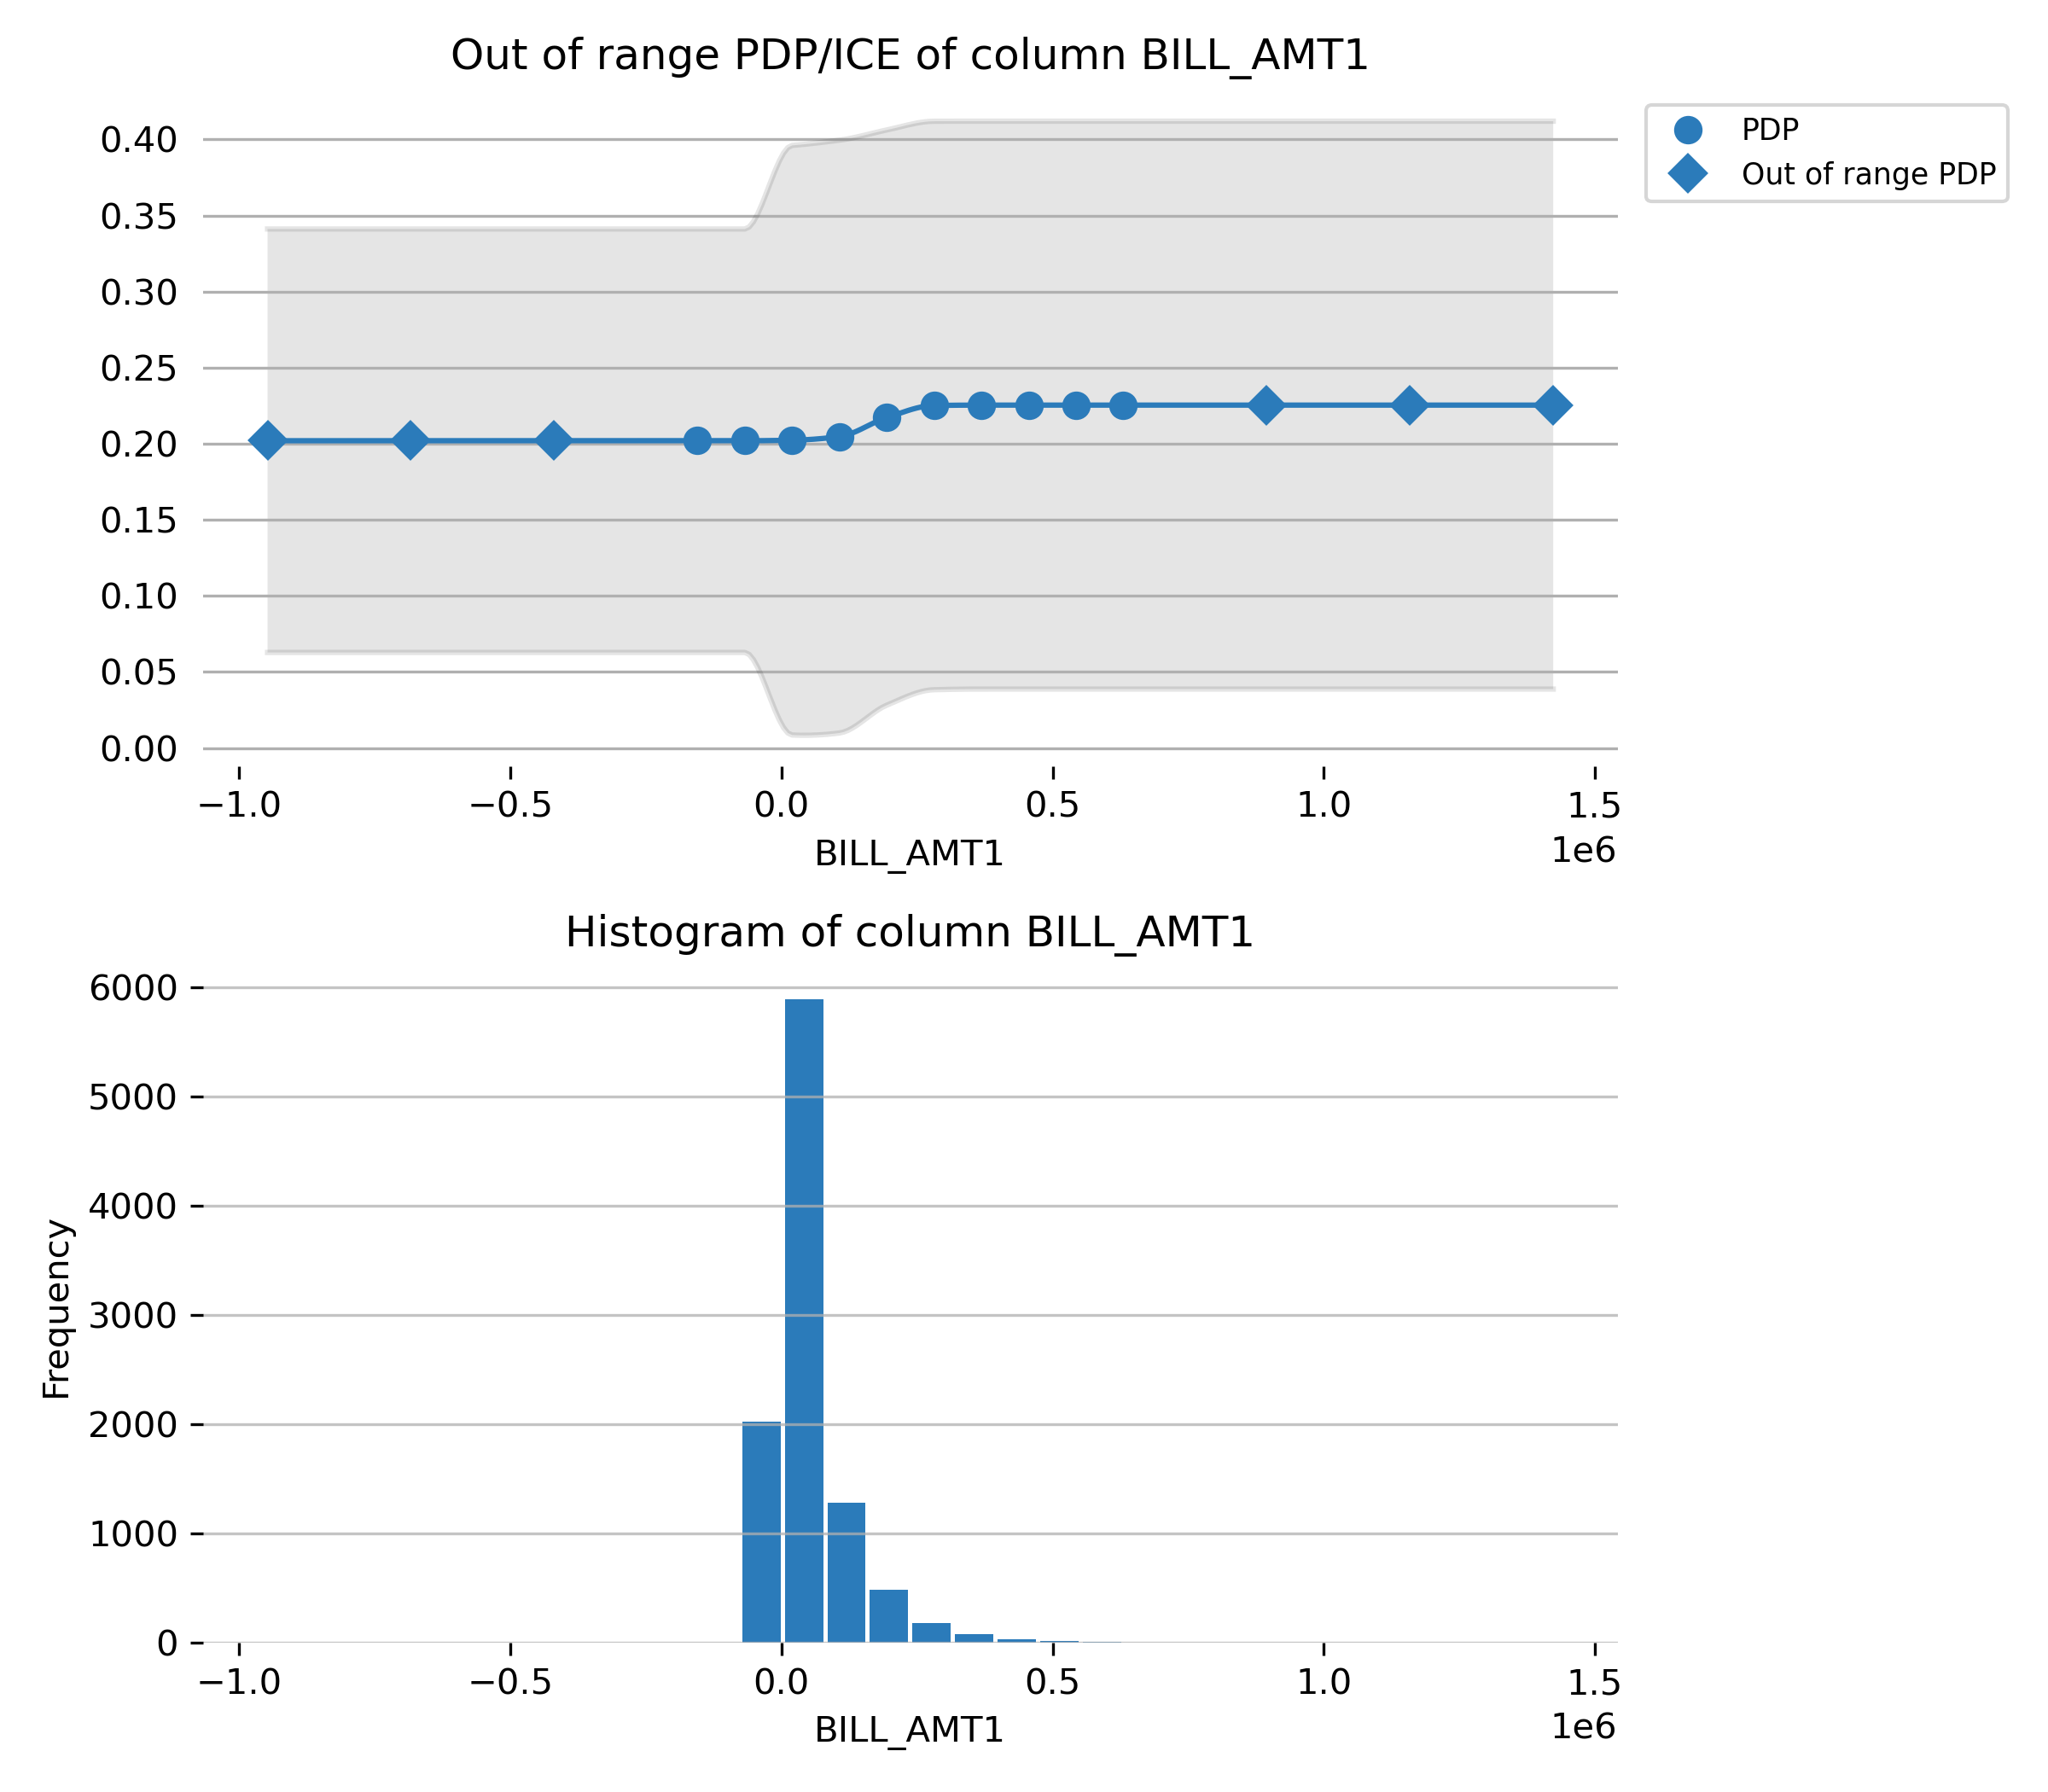 Out of range PDP/ICE of column BILL_AMT1
PDP
Out of range PDP
0.40
0.35
0.30
0.25
0.20
0.15
0.10
0.05
0.00
−1.0 −0.5 0.0 0.5 1.0 1.5
1e6
BILL_AMT1
Histogram of column BILL_AMT1
6000
5000
4000
3000
2000
1000
0
Frequency
−1.0 −0.5 0.0 0.5 1.0 1.5
1e6
BILL_AMT1